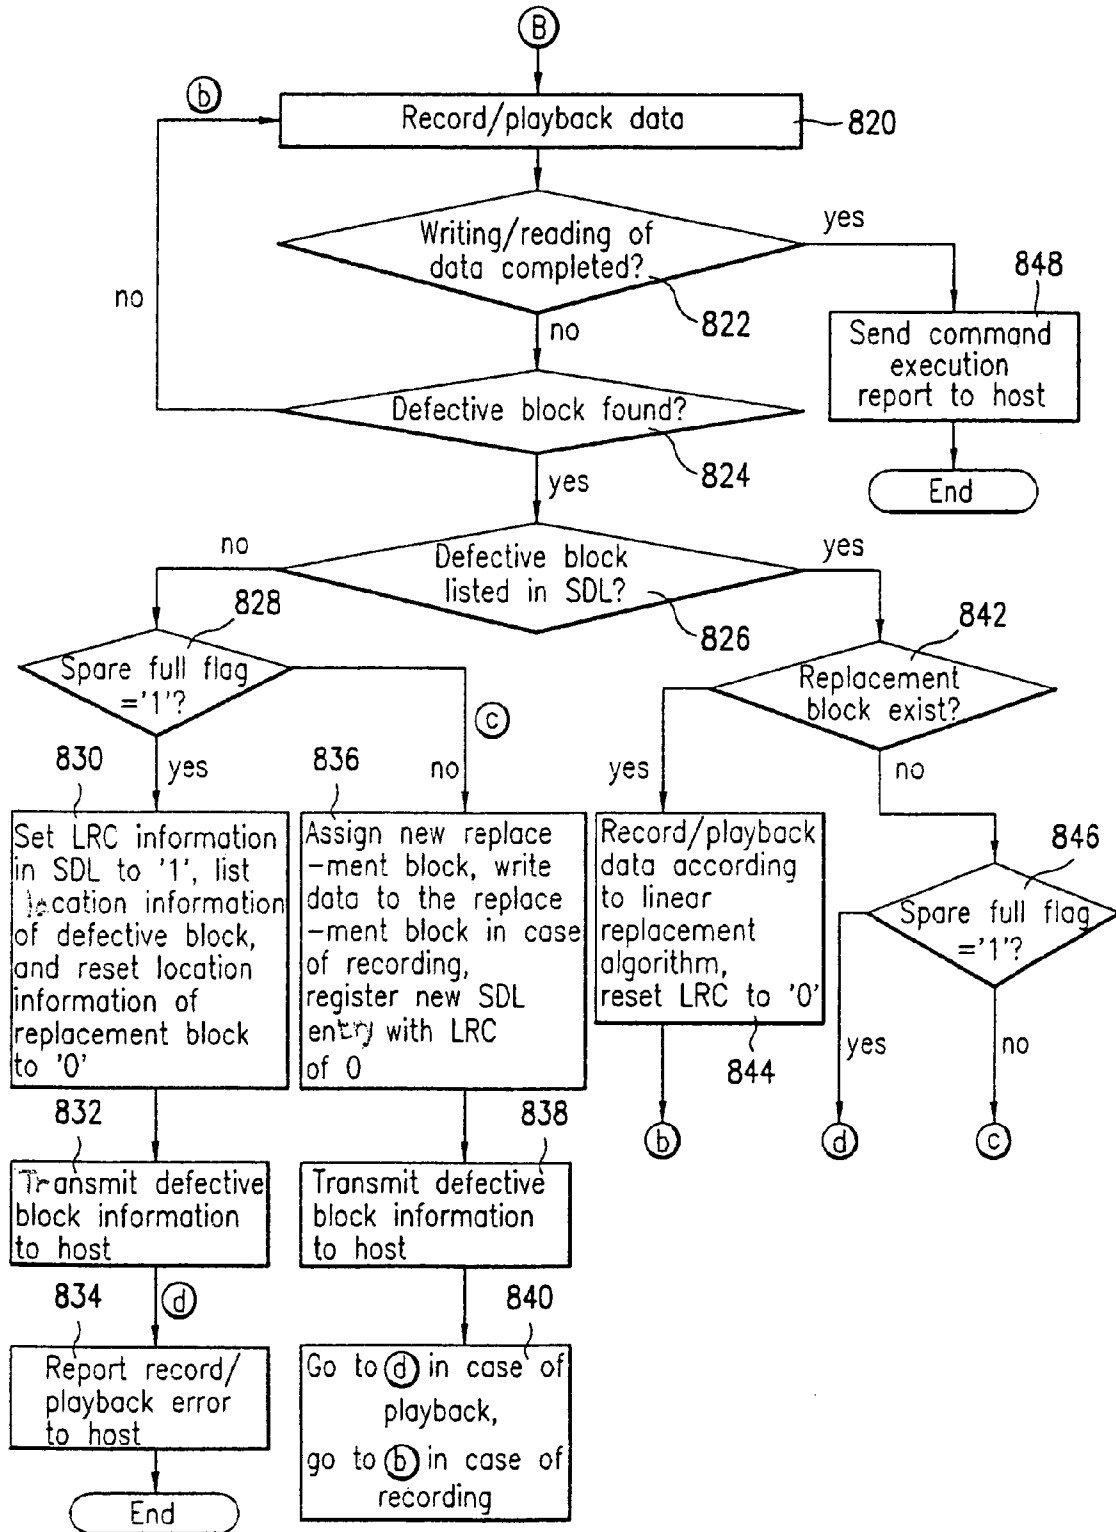 B
b
Record/playback data
820
Writing/reading of
data completed?
822
yes
no
no
848
Send command
execution
report to host
End
Defective block found?
824
yes
Defective block
listed in SDL?
826
no
yes
828
Spare full flag
='1'?
yes
c
no
842
Replacement
block exist?
yes
no
830
Set LRC information
in SDL to '1', list
location information
of defective block,
and reset location
information of
replacement block
to '0'
836
Assign new replace
-ment block, write
data to the replace
-ment block in case
of recording,
register new SDL
entry with LRC
of 0
Record/playback
data according
to linear
replacement
algorithm,
reset LRC to '0'
844
846
Spare full flag
='1'?
yes
no
b
d
c
832
Transmit defective
block information
to host
838
Transmit defective
block information
to host
834
d
Report record/
playback error
to host
End
840
Go to d in case of
playback,
go to b in case of
recording